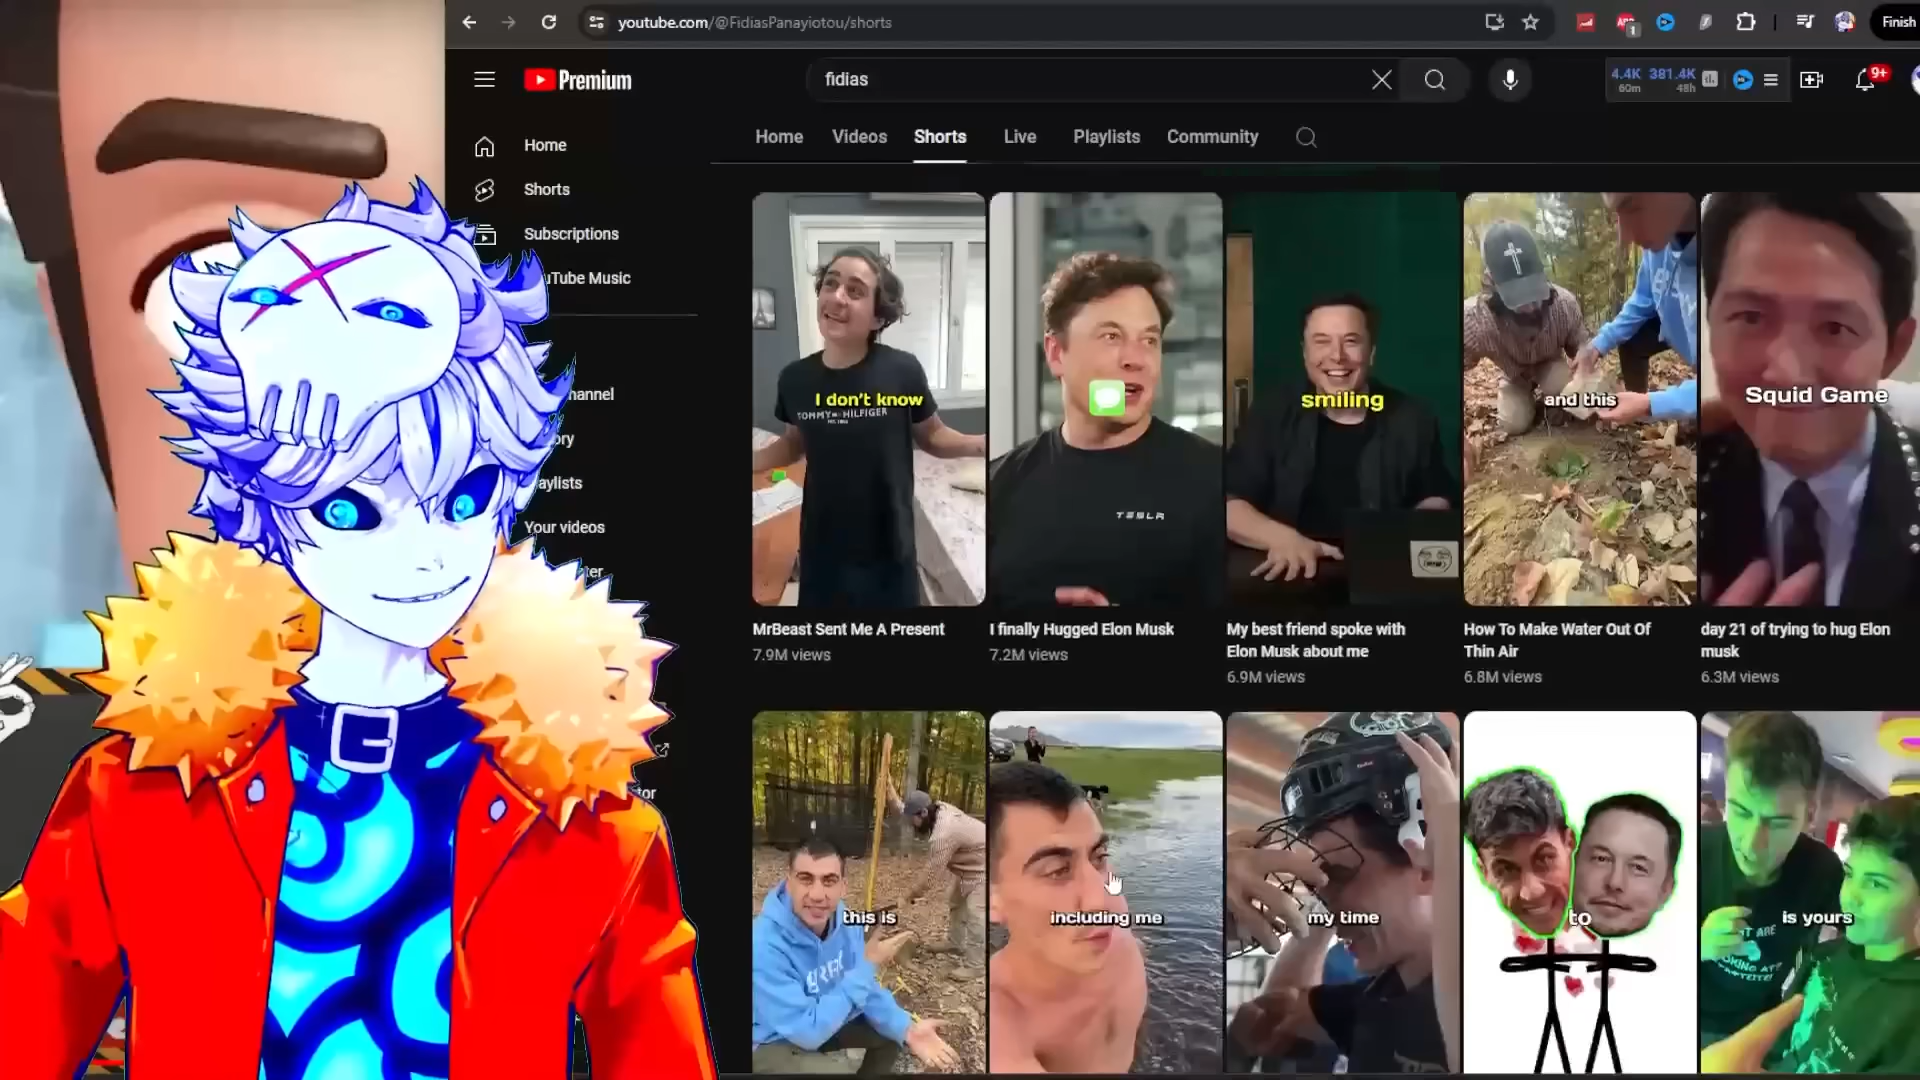 youtube.com/@FidiasPanayiotou/shorts
1
Finish
Premium
fidias
4.4K 381.4K
60m 48h
9+
Home
Shorts
Subscriptions
uTube Music
hannel
ory
aylists
Your videos
ter
tor
Home Videos Shorts Live Playlists Community
I don't know
TOMMY HILFIGER
TESLA
smiling
and this
Squid Game
MrBeast Sent Me A Present
7.9M views
I finally Hugged Elon Musk
7.2M views
My best friend spoke with
Elon Musk about me
6.9M views
How To Make Water Out Of
Thin Air
6.8M views
day 21 of trying to hug Elon
musk
6.3M views
this is
including me
my time
to
is yours